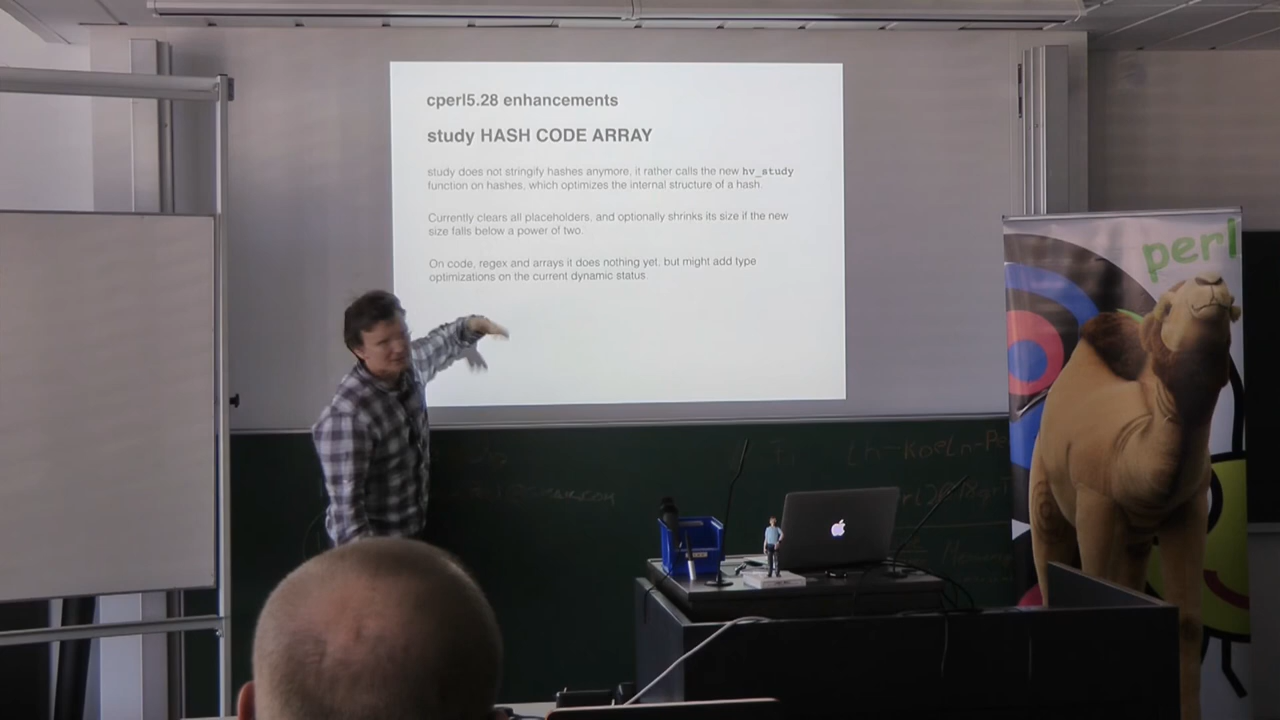 cperl5.28 enhancements
study HASH CODE ARRAY
study does not stringify hashes anymore, it rather calls the new hv_study
function on hashes, which optimizes the internal structure of a hash.
Currently clears all placeholders, and optionally shrinks its size if the new
size falls below a power of two.
On code, regex and arrays it does nothing yet, but might add type
optimizations on the current dynamic status.
perl